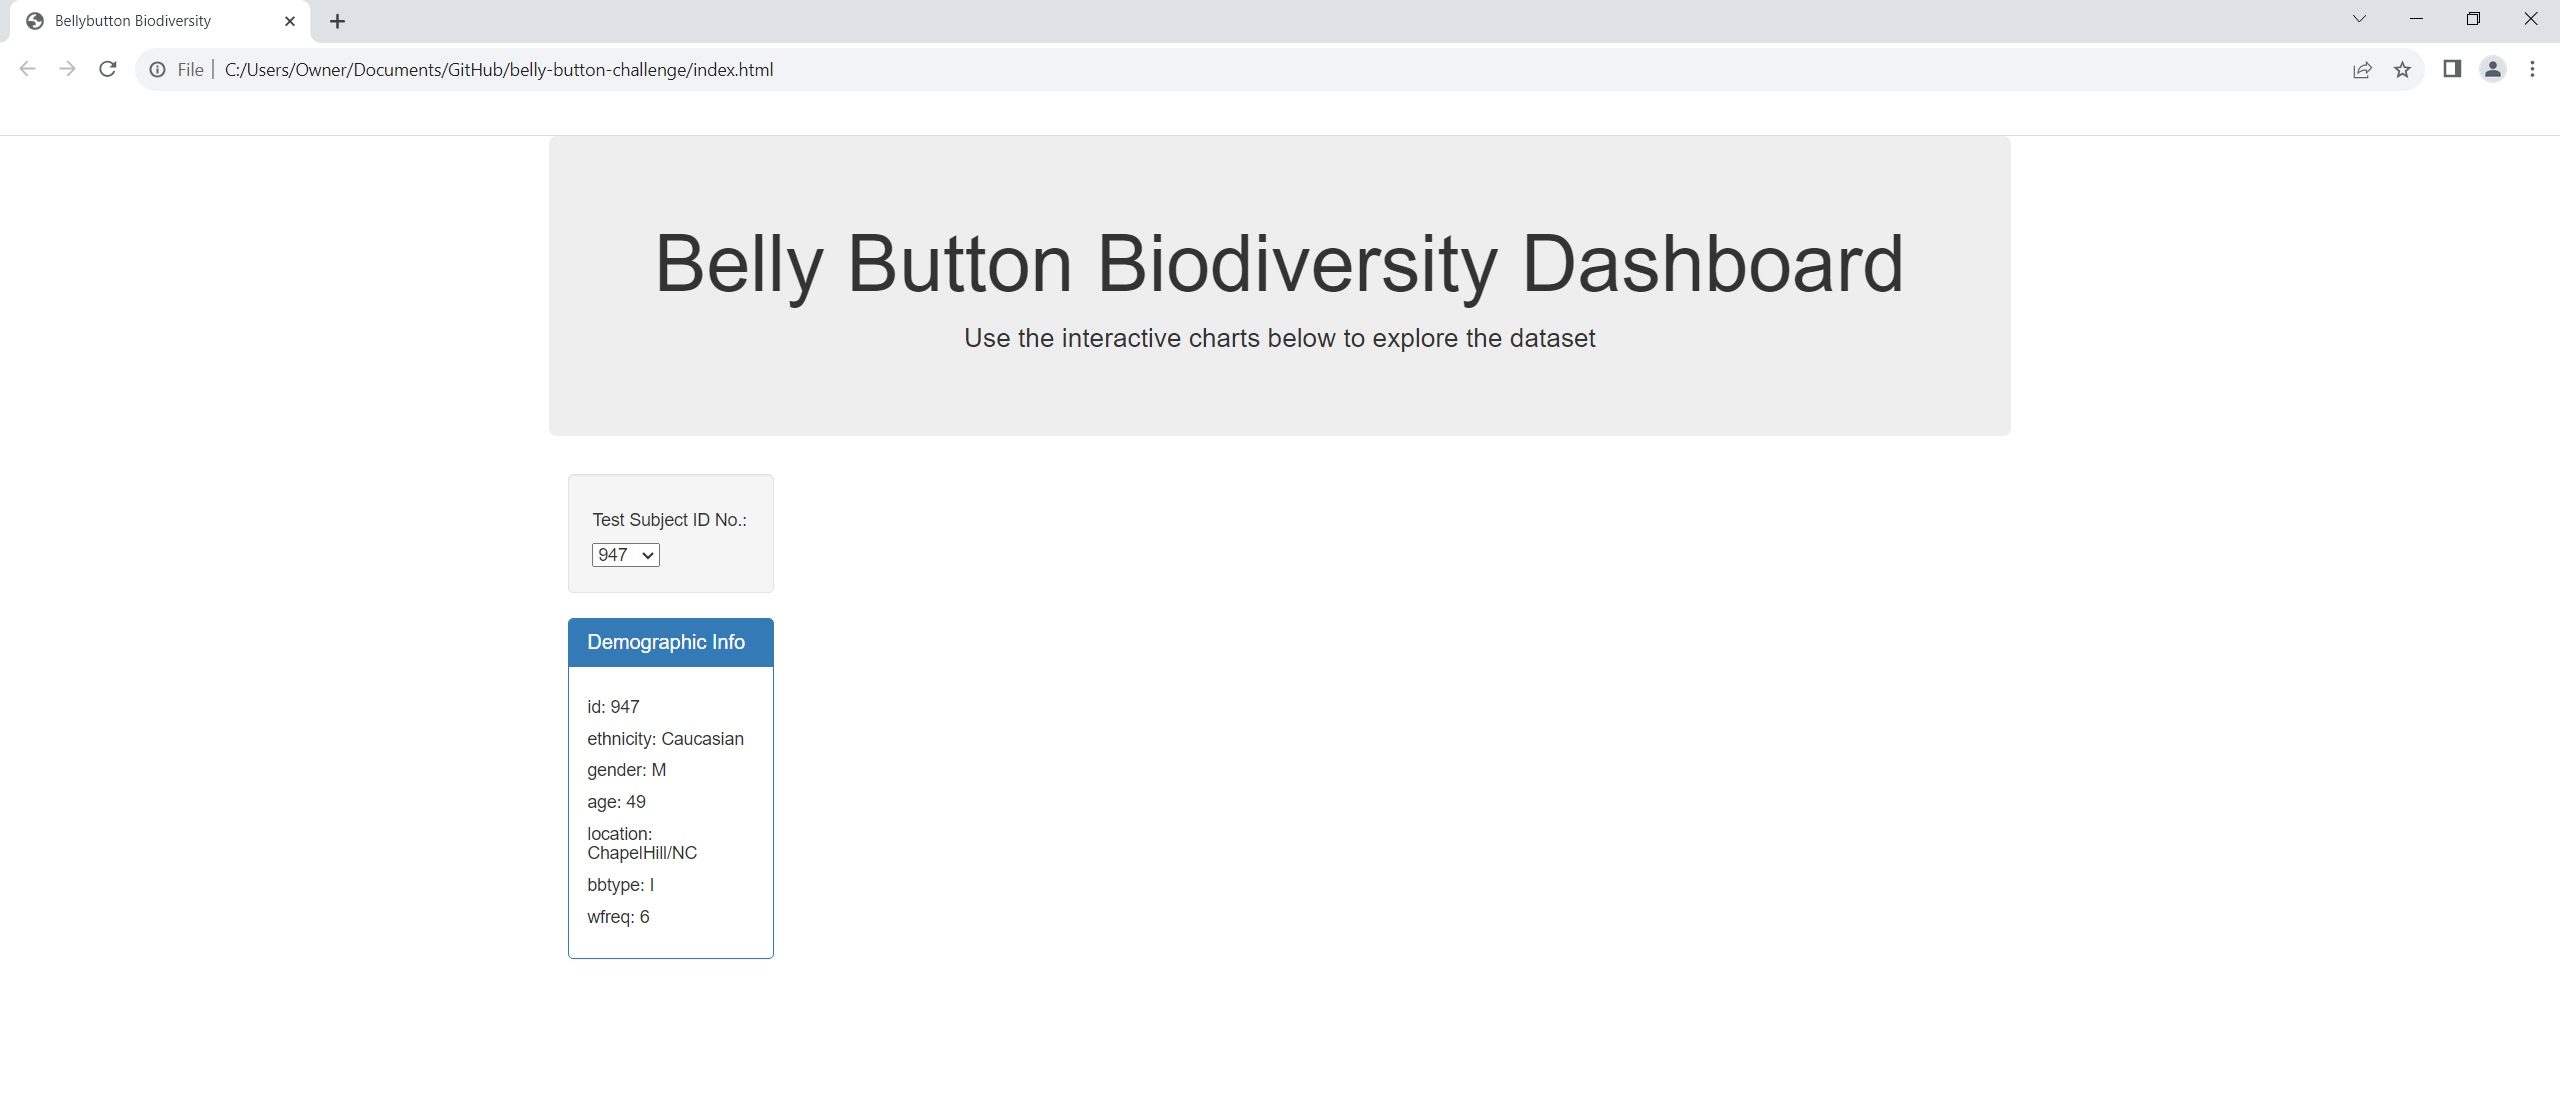 Bellybutton Biodiversity
File
C:/Users/Owner/Documents/GitHub/belly-button-challenge/index.html
Belly Button Biodiversity Dashboard
Use the interactive charts below to explore the dataset
Test Subject ID No.:
947
Demographic Info
id: 947
ethnicity: Caucasian
gender: M
age: 49
location:
ChapelHill/NC
bbtype: I
wfreq: 6